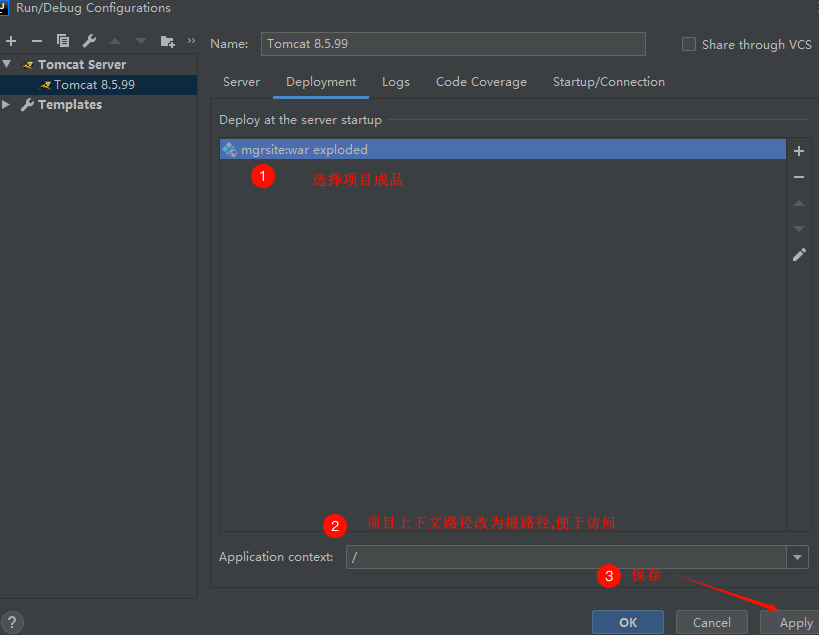 Run/Debug Configurations
Name:
Tomcat 8.5.99
Share through VCS
Tomcat Server
Tomcat 8.5.99
Templates
Server
Deployment
Logs
Code Coverage
Startup/Connection
Deploy at the server startup
mgrsite:war exploded
1
选择项目成品
2
项目上下文路径改为根路径,便于访问
Application context:
/
3
保存
?
OK
Cancel
Apply